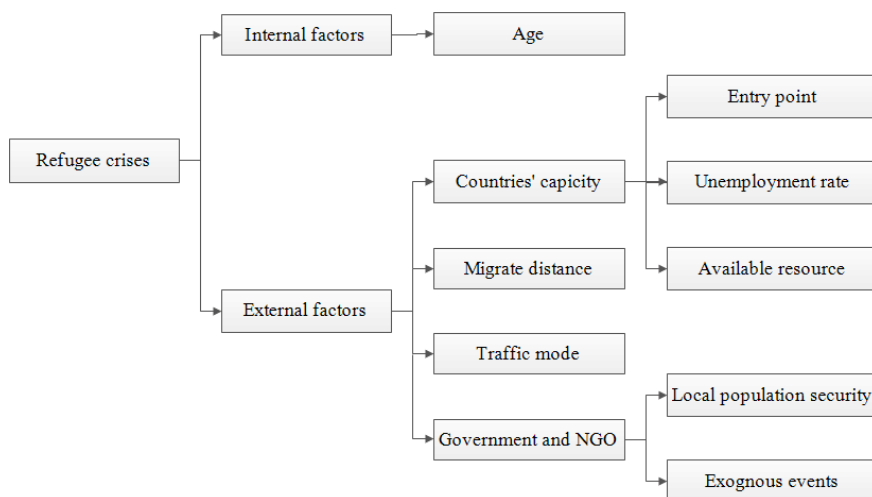 Internal factors
Age
Entry point
Refugee crises
Countries' capicity
Unemployment rate
Migrate distance
Available resource
External factors
Traffic mode
Local population security
Government and NGO
Exognous events